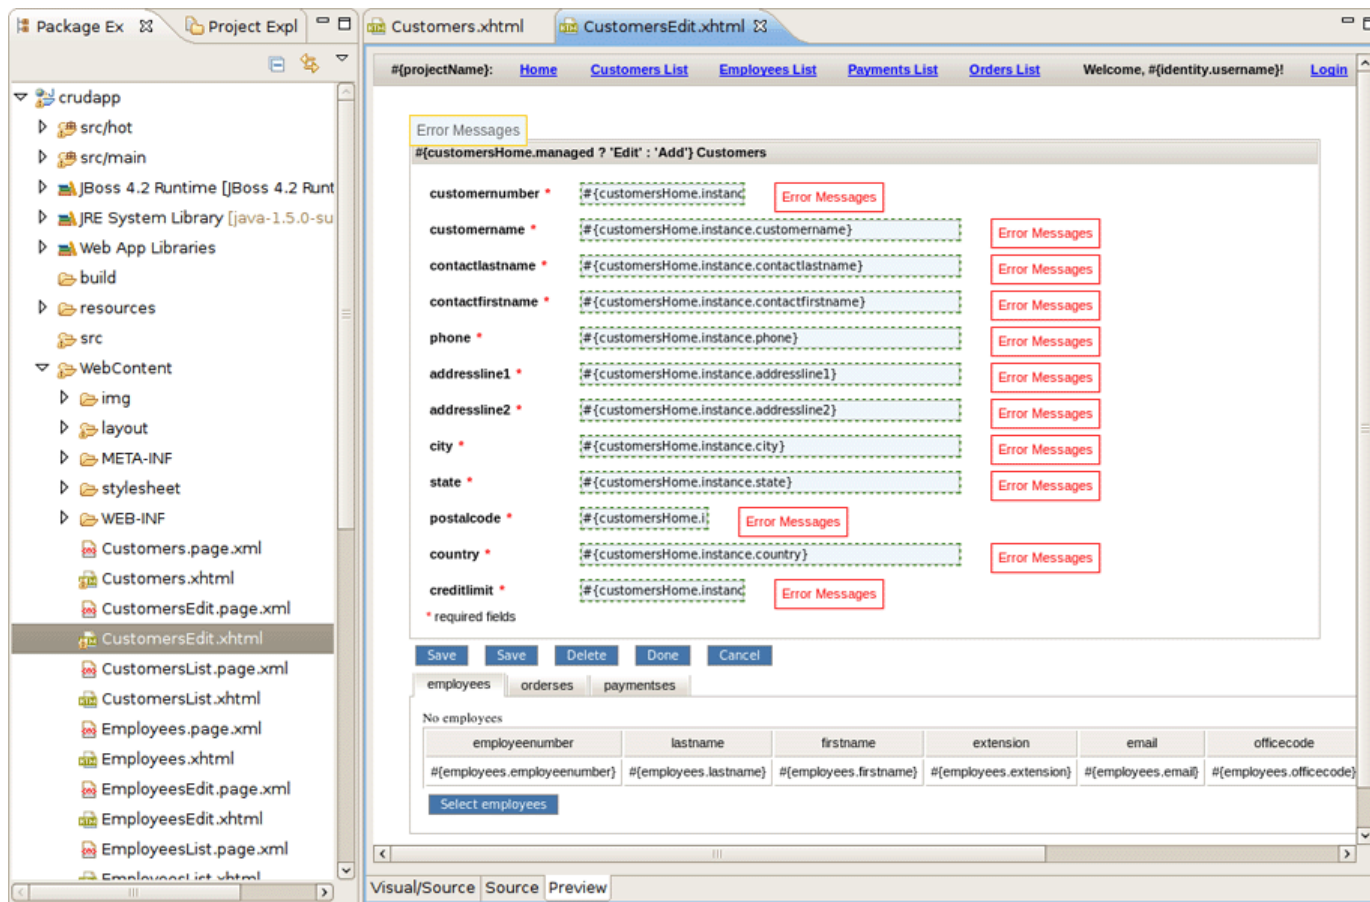 Package Ex
Project Expl
crudapp
src/hot
src/main
JBoss 4.2 Runtime [JBoss 4.2 Runt
JRE System Library [java-1.5.0-su
Web App Libraries
build
resources
src
WebContent
img
layout
META-INF
stylesheet
WEB-INF
Customers.page.xml
Customers.xhtml
CustomersEdit.page.xml
CustomersEdit.xhtml
CustomersList.page.xml
CustomersList.xhtml
Employees.page.xml
Employees.xhtml
EmployeesEdit.page.xml
EmployeesEdit.xhtml
EmployeesList.page.xml
EmployeesList.xhtml
Customers.xhtml CustomersEdit.xhtml
#{projectName}: Home Customers List Employees List Payments List Orders List Welcome, #{identity.username}! Login
Error Messages
#{customersHome.managed ? 'Edit' : 'Add'} Customers
customernumber * #{customersHome.instanc Error Messages
customername * #{customersHome.instance.customername} Error Messages
contactlastname * #{customersHome.instance.contactlastname} Error Messages
contactfirstname * #{customersHome.instance.contactfirstname} Error Messages
phone * #{customersHome.instance.phone} Error Messages
addressline1 * #{customersHome.instance.addressline1} Error Messages
addressline2 * #{customersHome.instance.addressline2} Error Messages
city * #{customersHome.instance.city} Error Messages
state * #{customersHome.instance.state} Error Messages
postalcode * #{customersHome.i Error Messages
country * #{customersHome.instance.country} Error Messages
creditlimit * #{customersHome.instanc Error Messages
* required fields
Save Save Delete Done Cancel
employees orderses paymentses
No employees
employeenumber lastname firstname extension email officecode
#{employees.employeenumber} #{employees.lastname} #{employees.firstname} #{employees.extension} #{employees.email} #{employees.officecode}
Select employees
Visual/Source Source Preview